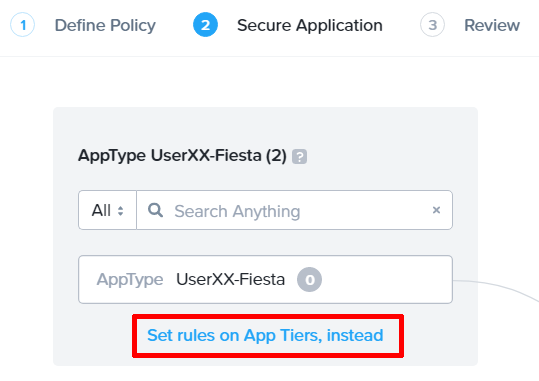 1 Define Policy 2 Secure Application 3 Review
AppType UserXX-Fiesta (2) ?
All Search Anything ×
AppType UserXX-Fiesta 0
Set rules on App Tiers, instead